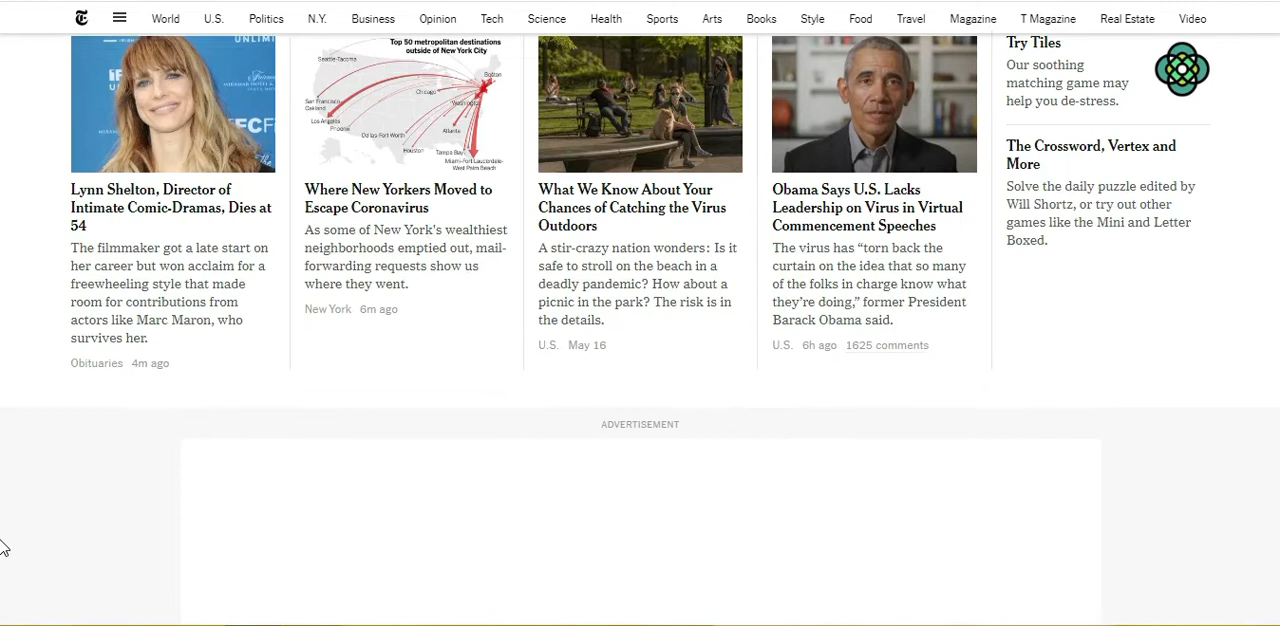 World U.S. Politics N.Y. Business Opinion Tech Science Health Sports Arts Books Style Food Travel Magazine T Magazine Real Estate Video
UNLIM
CFF
Lynn Shelton, Director of
Intimate Comic-Dramas, Dies at
54
The filmmaker got a late start on
her career but won acclaim for a
freewheeling style that made
room for contributions from
actors like Marc Maron, who
survives her.
Obituaries 4m ago
Top 50 metropolitan destinations
outside of New York City
Seattle-Tacoma
Boston
Chicago
Washington
San Francisco
Oakland
Los Angeles
Phoenix
Dallas-Fort Worth
Atlanta
Houston
Tampa Bay
Miami-Fort Lauderdale-
West Palm Beach
Where New Yorkers Moved to
Escape Coronavirus
As some of New York's wealthiest
neighborhoods emptied out, mail-
forwarding requests show us
where they went.
New York 6m ago
What We Know About Your
Chances of Catching the Virus
Outdoors
A stir-crazy nation wonders: Is it
safe to stroll on the beach in a
deadly pandemic? How about a
picnic in the park? The risk is in
the details.
U.S. May 16
Obama Says U.S. Lacks
Leadership on Virus in Virtual
Commencement Speeches
The virus has “torn back the
curtain on the idea that so many
of the folks in charge know what
they’re doing,” former President
Barack Obama said.
U.S. 6h ago 1625 comments
Try Tiles
Our soothing
matching game may
help you de-stress.
The Crossword, Vertex and
More
Solve the daily puzzle edited by
Will Shortz, or try out other
games like the Mini and Letter
Boxed.
ADVERTISEMENT